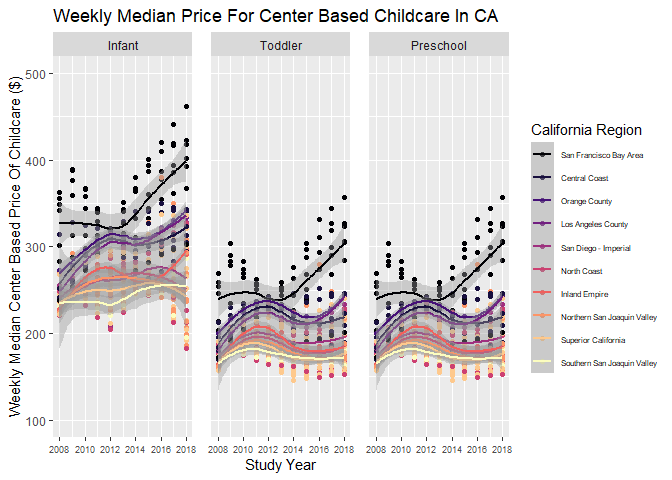 Weekly Median Price For Center Based Childcare In CA
Infant
Toddler
Preschool
Weekly Median Center Based Price Of Childcare ($)
500
400
300
200
100
2008 2010 2012 2014 2016 2018
2008 2010 2012 2014 2016 2018
2008 2010 2012 2014 2016 2018
Study Year
California Region
San Francisco Bay Area
Central Coast
Orange County
Los Angeles County
San Diego - Imperial
North Coast
Inland Empire
Northern San Joaquin Valley
Superior California
Southern San Joaquin Valley